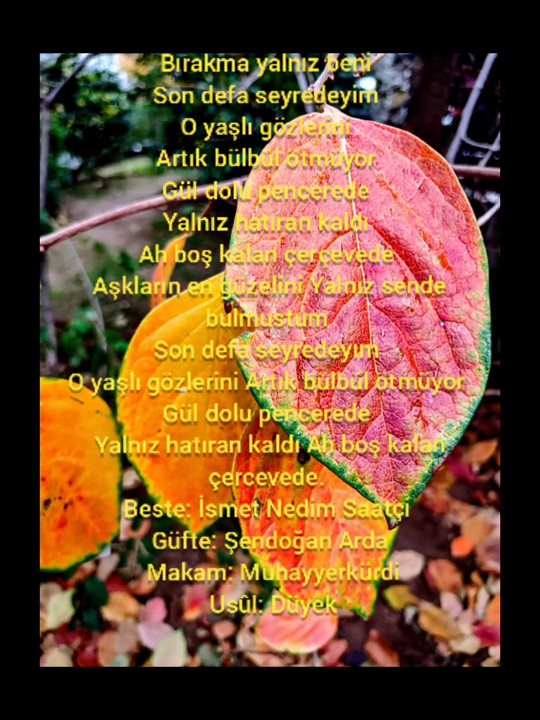 Bırakma yalnız beni
Son defa seyredeyim
O yaşlı gözlerini
Artık bülbül ötmüyor
Gül dolu pencerede
Yalnız hatıran kaldı
Ah boş kalan çerçevede
Aşkların en güzelini Yalnız sende
bulmuştum
Son defa seyredeyim
O yaşlı gözlerini Artık bülbül ötmüyor
Gül dolu pencerede
Yalnız hatıran kaldı Ah boş kalan
çerçevede.
Beste: İsmet Nedim Saatçi
Güfte: Şendoğan Arda
Makam: Muhayyerkürdi
Usûl: Düyek